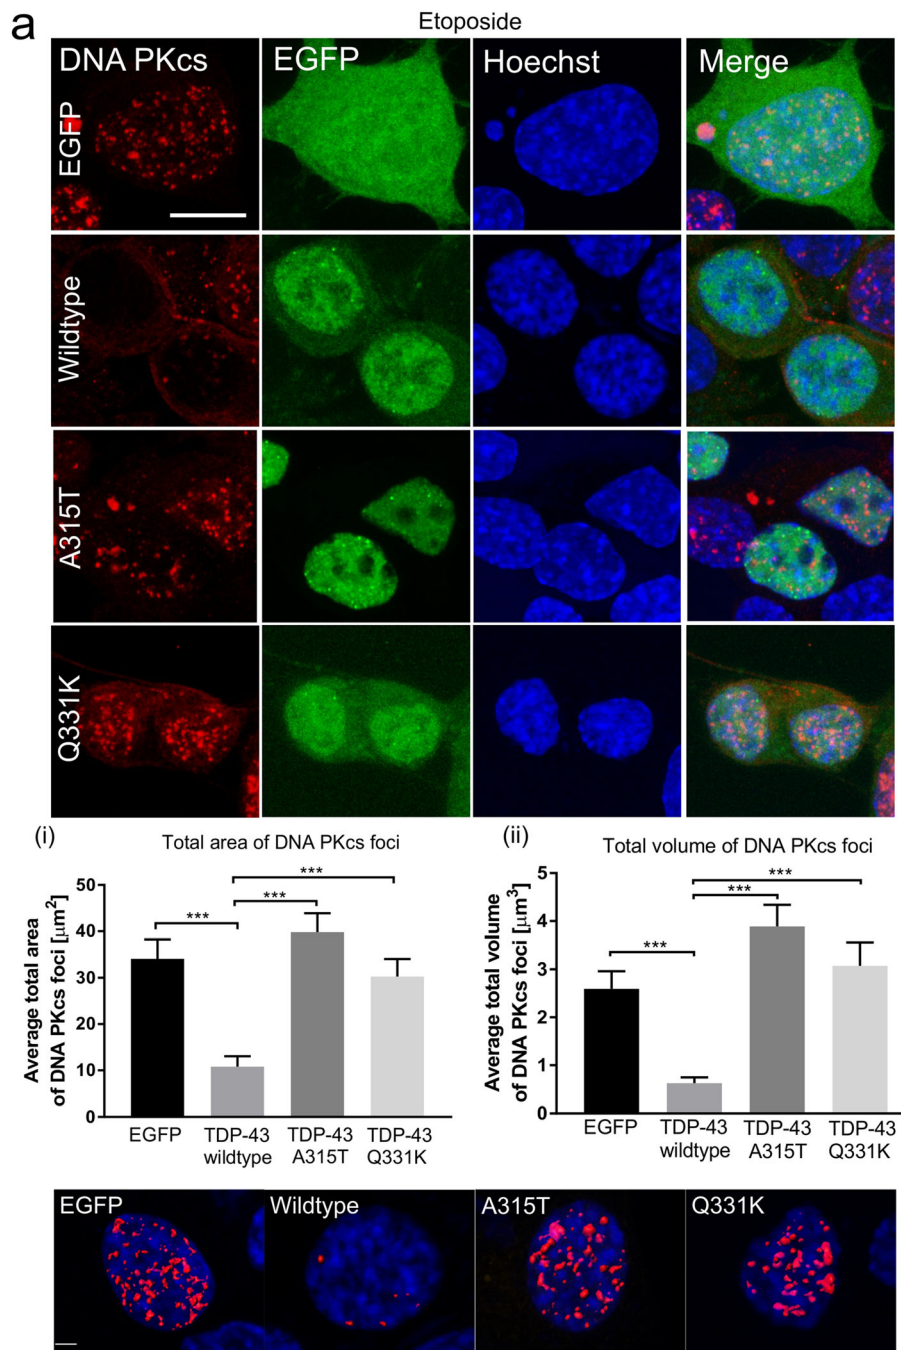 a
Etoposide
DNA PKcs
EGFP
Hoechst
Merge
EGFP
Wildtype
A315T
Q331K
(i)
Total area of DNA PKcs foci
Average total area
of DNA PKcs foci [μm²]
50
40
30
20
10
0
***
***
***
EGFP
TDP-43
wildtype
TDP-43
A315T
TDP-43
Q331K
(ii)
Total volume of DNA PKcs foci
Average total volume
of DNA PKcs foci [μm³]
5
4
3
2
1
0
***
***
***
EGFP
TDP-43
wildtype
TDP-43
A315T
TDP-43
Q331K
EGFP
Wildtype
A315T
Q331K